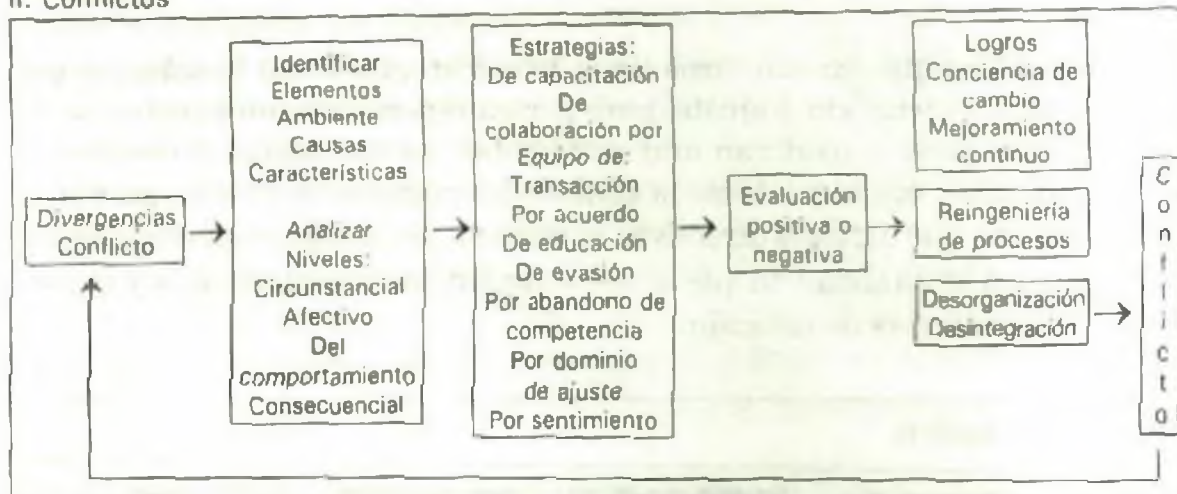 II. Conflictos
Divergencias
Conflicto
Identificar
Elementos
Ambiente
Causas
Características
Analizar
Niveles:
Circunstancial
Afectivo
Del
comportamiento
Consecuencial
Estrategias:
De capacitación
De
colaboración por
Equipo de:
Transacción
Por acuerdo
De educación
De evasión
Por abandono de
competencia
Por dominio
de ajuste
Por sentimiento
Evaluación
positiva o
negativa
Logros
Conciencia de
cambio
Mejoramiento
continuo
Reingeniería
de procesos
Desorganización
Desintegración
Conflicto